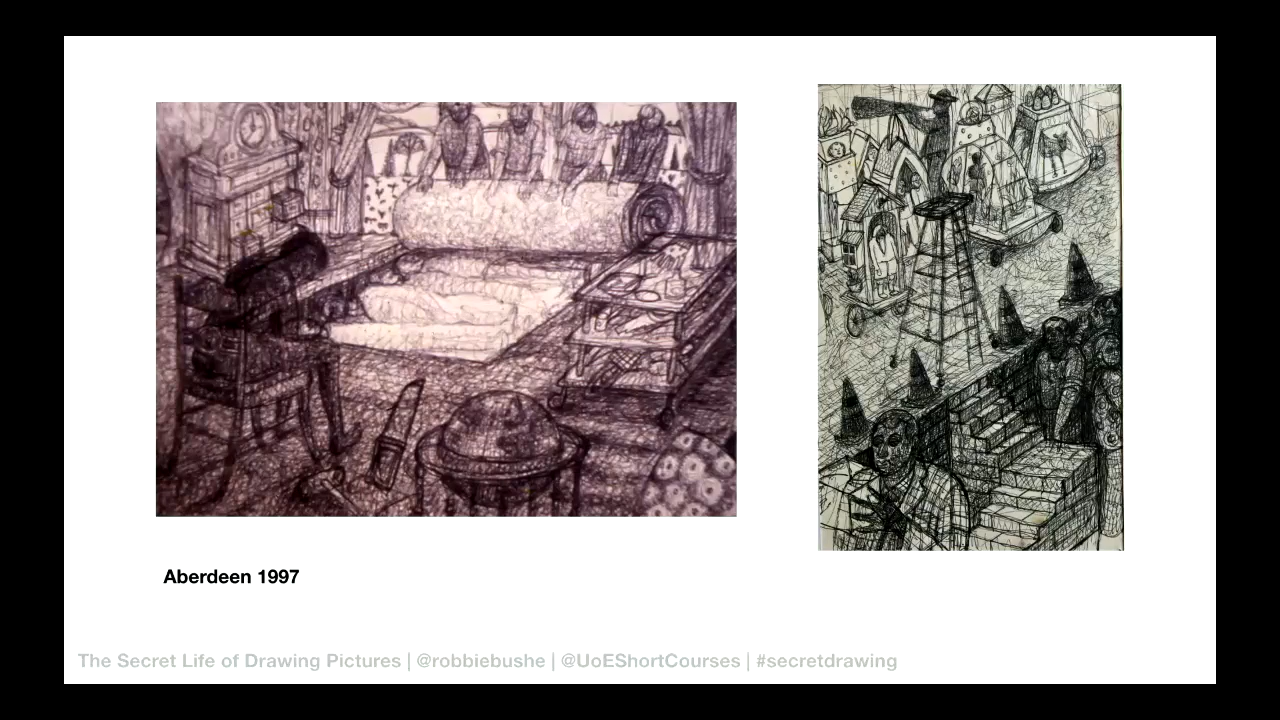 Aberdeen 1997
The Secret Life of Drawing Pictures | @robbiebushe | @UoEShortCourses | #secretdrawing